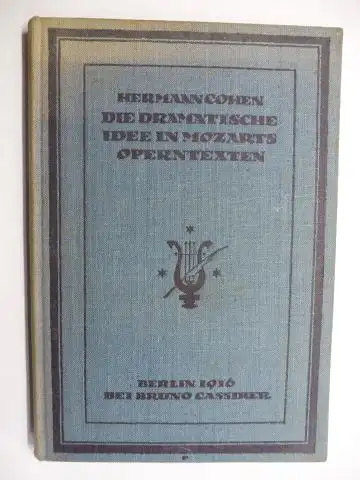 HERMANN COHEN
DIE DRAMATISCHE
IDEE IN MOZARTS
OPERNTEXTEN
BERLIN 1916
BEI BRUNO CASSIRER